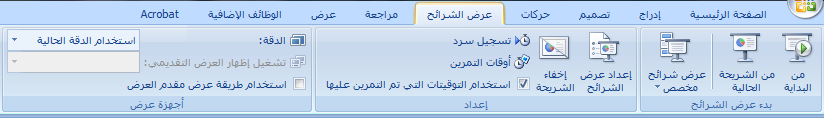 الصفحة الرئيسية إدراج تصميم حركات عرض الشرائح مراجعة عرض الوظائف الإضافية Acrobat
من البداية
من الشريحة الحالية
عرض شرائح مخصص
بدء عرض الشرائح
إعداد عرض الشرائح
إخفاء الشريحة
تسجيل سرد
أوقات التمرين
استخدام التوقيتات التي تم التمرين عليها
إعداد
الدقة: استخدام الدقة الحالية
تشغيل إظهار العرض التقديمي:
استخدام طريقة عرض مقدم العرض
أجهزة عرض